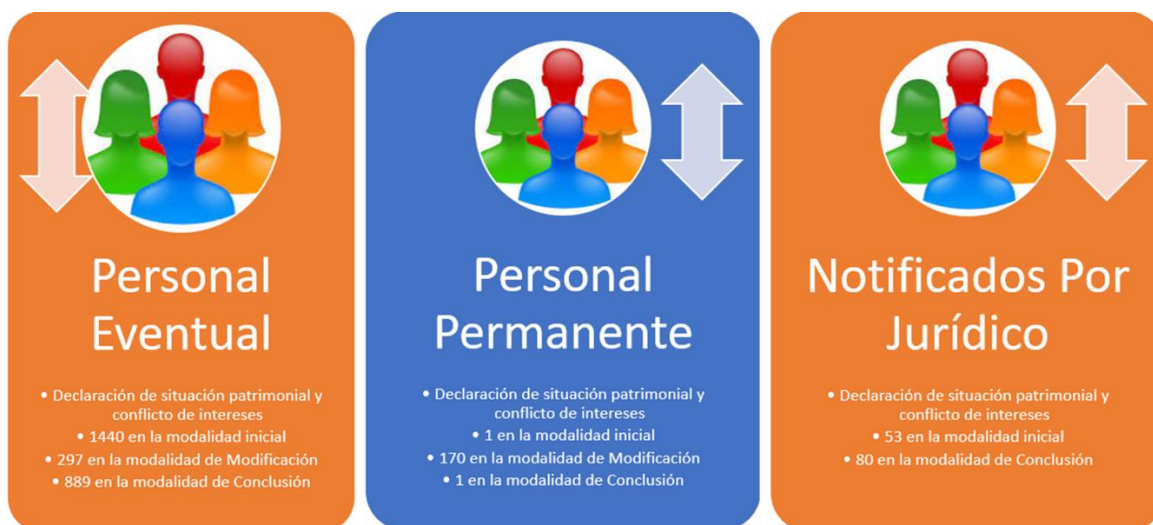 Personal
Eventual
• Declaración de situación patrimonial y
conflicto de intereses
• 1440 en la modalidad inicial
• 297 en la modalidad de Modificación
• 889 en la modalidad de Conclusión
Personal
Permanente
• Declaración de situación patrimonial y
conflicto de intereses
• 1 en la modalidad inicial
• 170 en la modalidad de Modificación
• 1 en la modalidad de Conclusión
Notificados Por
Jurídico
• Declaración de situación patrimonial y
conflicto de intereses
• 53 en la modalidad inicial
• 80 en la modalidad de Conclusión